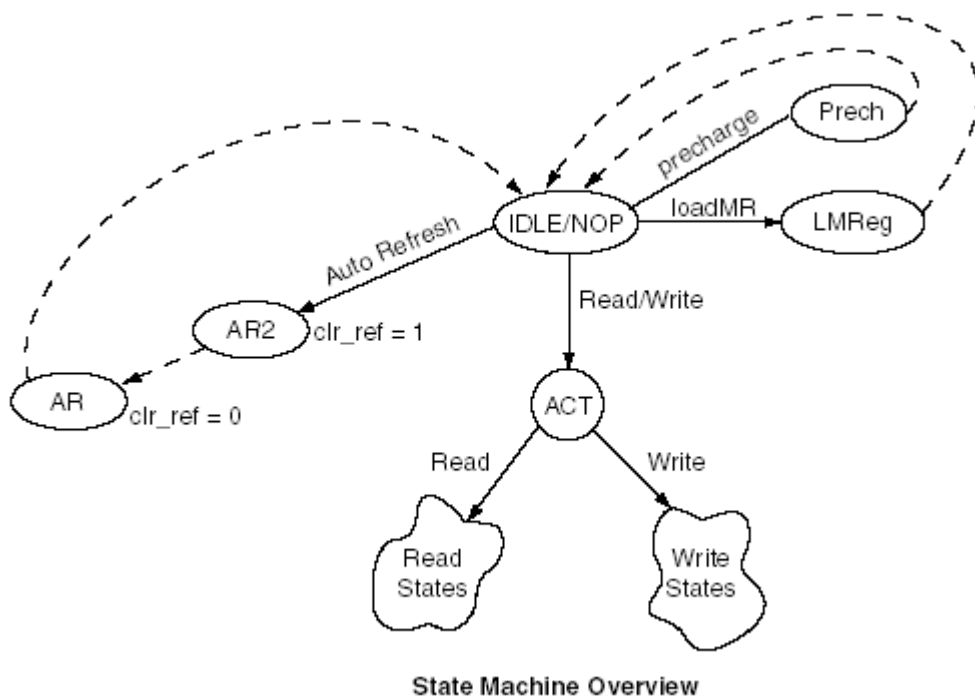 Prech
precharge
IDLE/NOP
loadMR
LMReg
Auto Refresh
Read/Write
AR2
clr_ref = 1
AR
clr_ref = 0
ACT
Read
Write
Read
States
Write
States
State Machine Overview